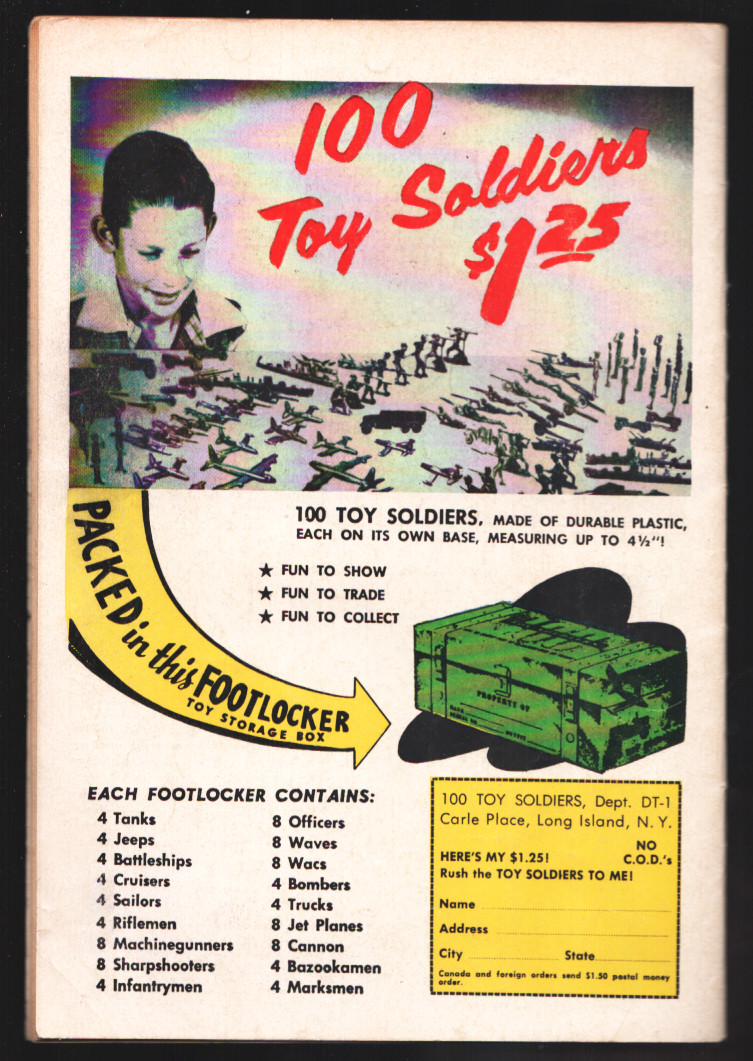 100
Toy Soldiers
$1.25
PACKED in this FOOTLOCKER
TOY STORAGE BOX
100 TOY SOLDIERS, MADE OF DURABLE PLASTIC,
EACH ON ITS OWN BASE, MEASURING UP TO 4½"!
★ FUN TO SHOW
★ FUN TO TRADE
★ FUN TO COLLECT
PROPERTY OF
EACH FOOTLOCKER CONTAINS:
4 Tanks
4 Jeeps
4 Battleships
4 Cruisers
4 Sailors
4 Riflemen
8 Machinegunners
8 Sharpshooters
4 Infantrymen
8 Officers
8 Waves
8 Wacs
4 Bombers
4 Trucks
8 Jet Planes
8 Cannon
4 Bazookamen
4 Marksmen
100 TOY SOLDIERS, Dept. DT-1
Carle Place, Long Island, N. Y.
HERE'S MY $1.25!
NO
C.O.D.'s
Rush the TOY SOLDIERS TO ME!
Name
Address
City State
Canada and foreign orders send $1.50 postal money
order.